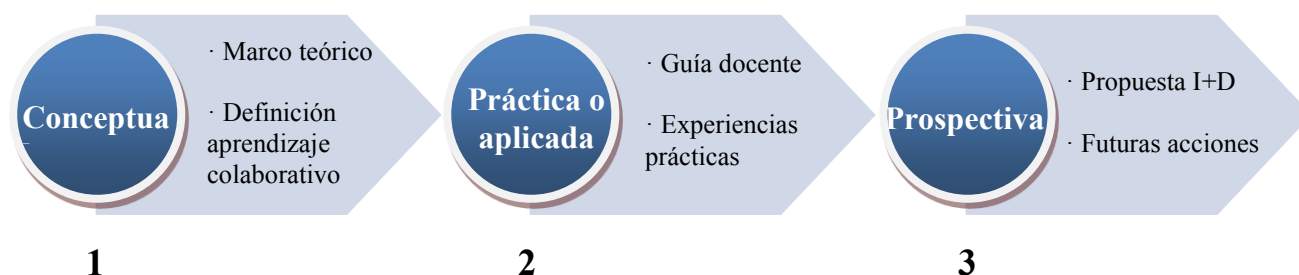 Conceptua
· Marco teórico
· Definición
aprendizaje
colaborativo
Práctica o
aplicada
· Guía docente
· Experiencias
prácticas
Prospectiva
· Propuesta I+D
· Futuras acciones
1
2
3